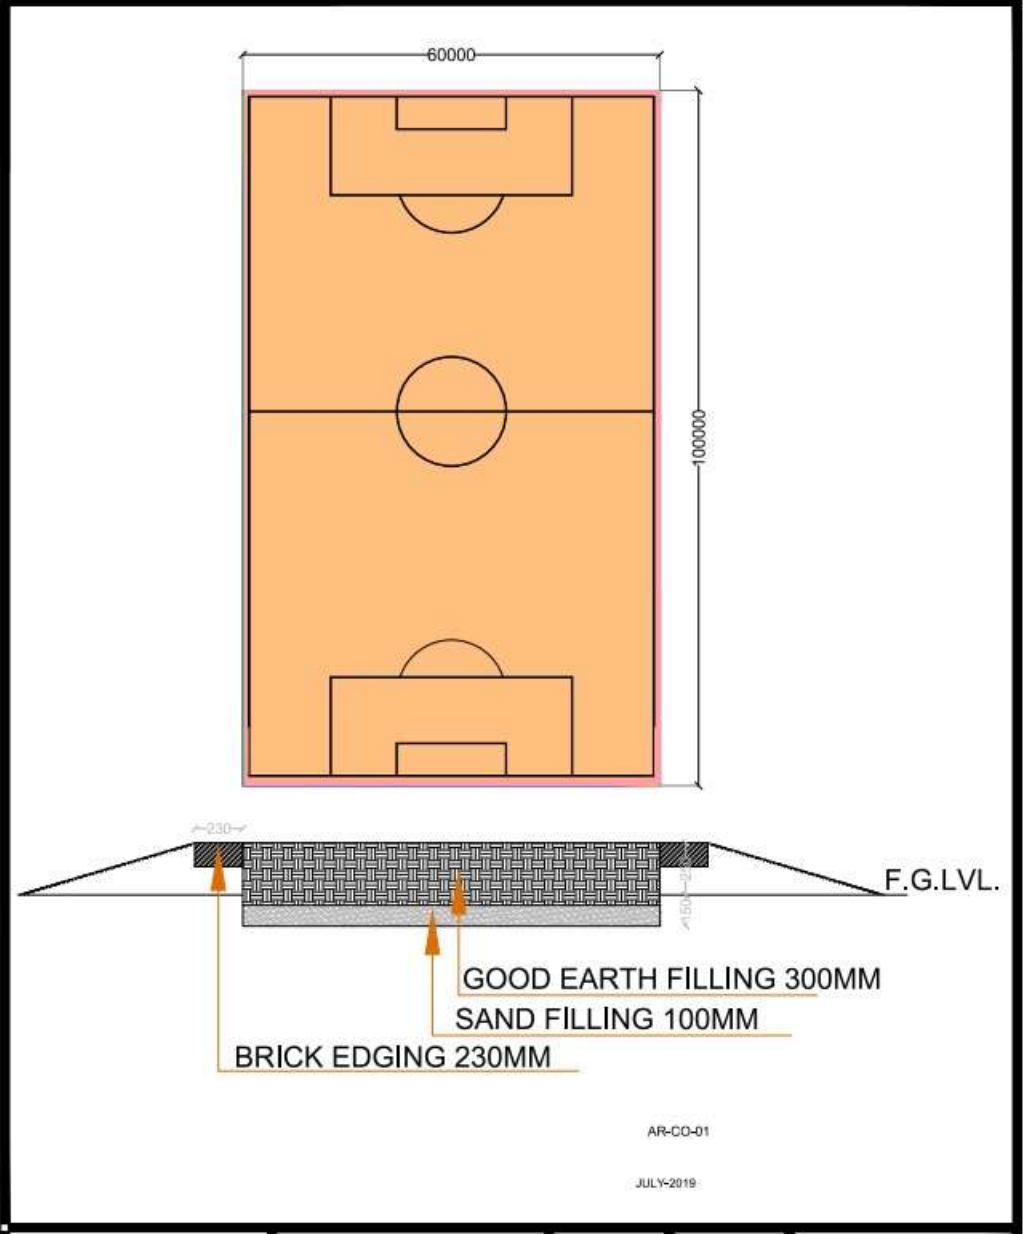 60000
100000
230
F.G.LVL.
150
GOOD EARTH FILLING 300MM
SAND FILLING 100MM
BRICK EDGING 230MM
AR-CO-01
JULY-2019